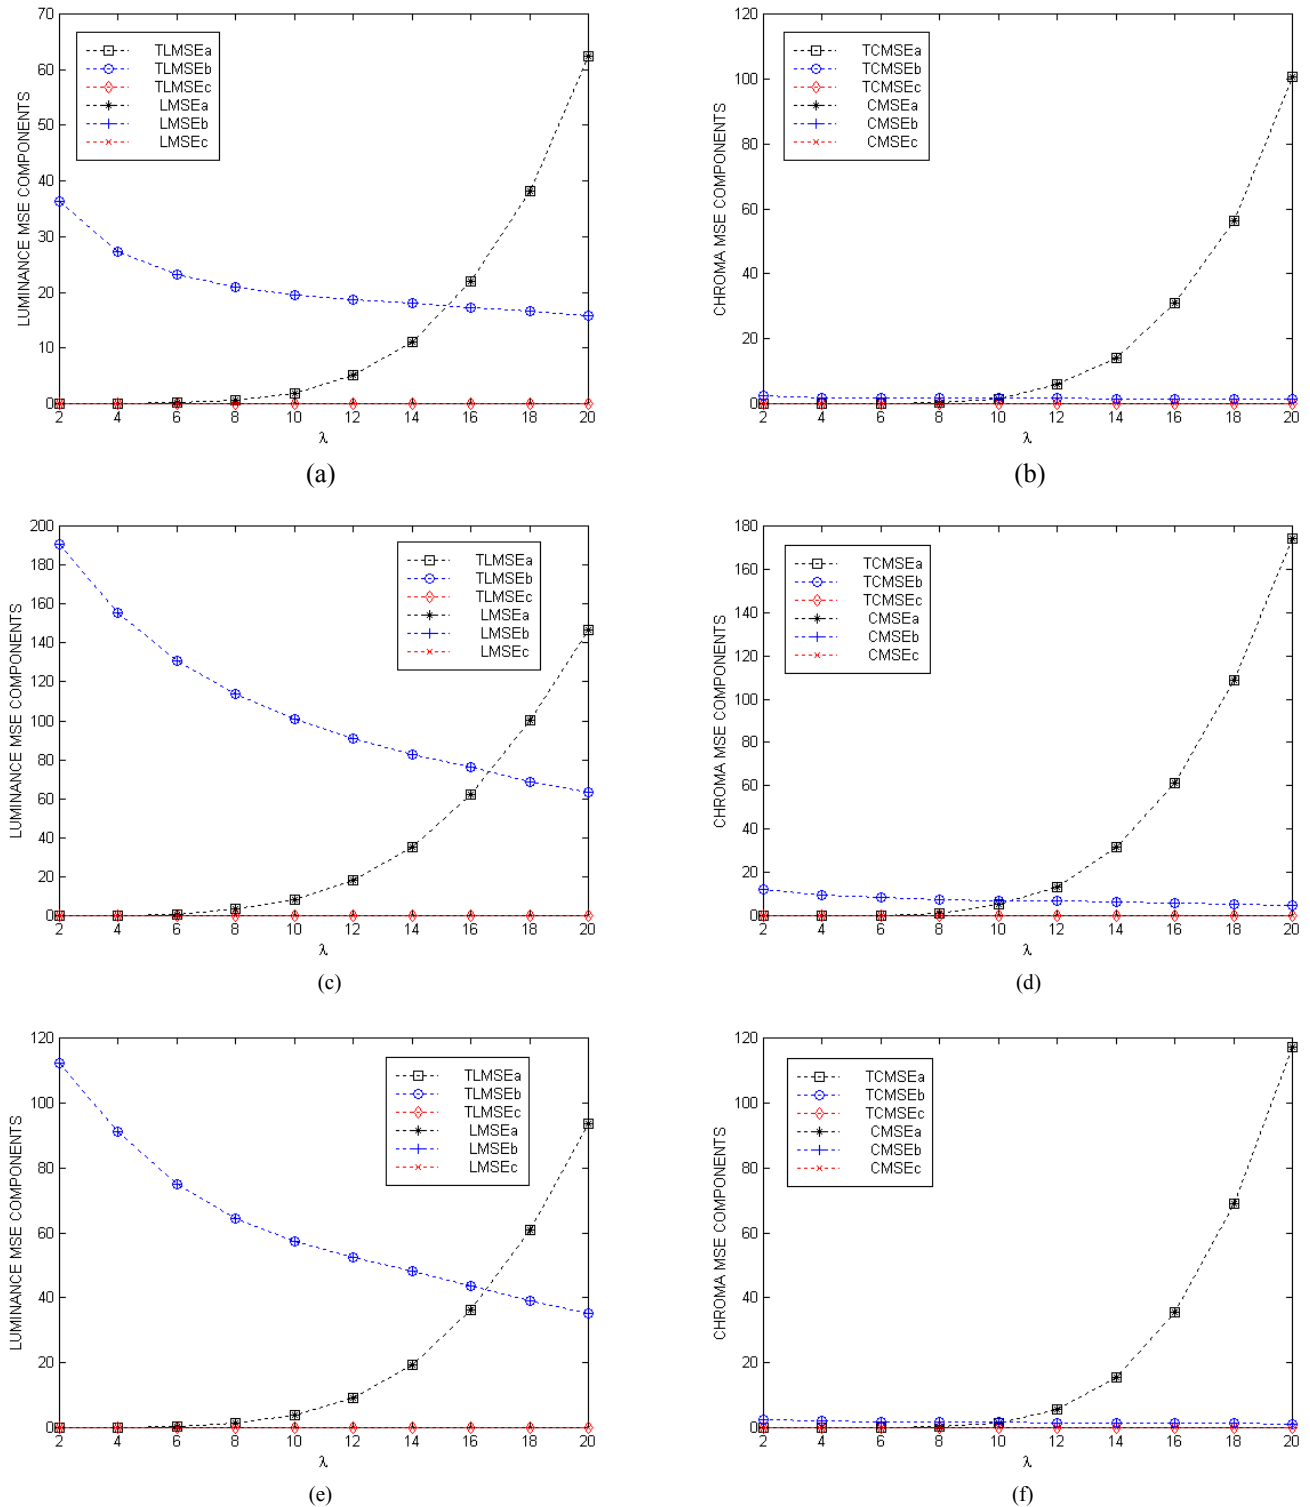 70
60
50
40
30
20
10
0
LUMINANCE MSE COMPONENTS
TLMSEa
TLMSEb
TLMSEc
LMSEa
LMSEb
LMSEc
2 4 6 8 10 12 14 16 18 20
λ
(a)
120
100
80
60
40
20
0
CHROMA MSE COMPONENTS
TCMSEa
TCMSEb
TCMSEc
CMSEa
CMSEb
CMSEc
2 4 6 8 10 12 14 16 18 20
λ
(b)
200
180
160
140
120
100
80
60
40
20
0
LUMINANCE MSE COMPONENTS
TLMSEa
TLMSEb
TLMSEc
LMSEa
LMSEb
LMSEc
2 4 6 8 10 12 14 16 18 20
λ
(c)
180
160
140
120
100
80
60
40
20
0
CHROMA MSE COMPONENTS
TCMSEa
TCMSEb
TCMSEc
CMSEa
CMSEb
CMSEc
2 4 6 8 10 12 14 16 18 20
λ
(d)
120
100
80
60
40
20
0
LUMINANCE MSE COMPONENTS
TLMSEa
TLMSEb
TLMSEc
LMSEa
LMSEb
LMSEc
2 4 6 8 10 12 14 16 18 20
λ
(e)
120
100
80
60
40
20
0
CHROMA MSE COMPONENTS
TCMSEa
TCMSEb
TCMSEc
CMSEa
CMSEb
CMSEc
2 4 6 8 10 12 14 16 18 20
λ
(f)